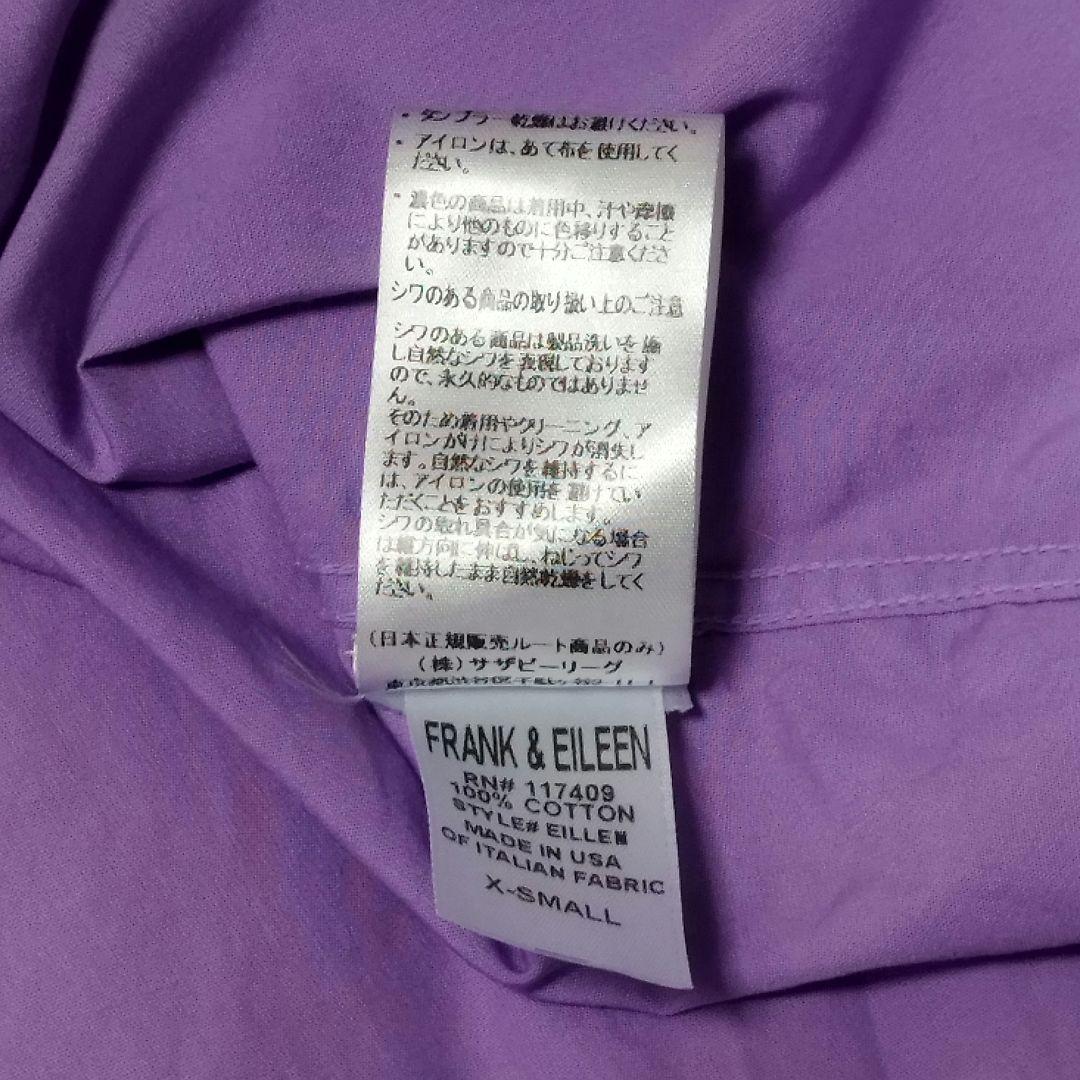 ・タンブラー乾燥はお避けください。
・アイロンは、あて布を使用してく
ださい。
・濃色の商品は着用中、汗や摩擦
により他のものに色移りすること
がありますので十分ご注意くださ
い。
シワのある商品の取り扱い上のご注意
シワのある商品は製品洗いを施
し自然なシワを表現しております
ので、永久的なものではありませ
ん。
そのため着用やクリーニング、ア
イロンがけによりシワが消失し
ます。自然なシワを維持するに
は、アイロンの使用を避けてい
ただくことをおすすめします。
シワの取れ具合が気になる場合
は縦方向に伸ばし、ねじってシワ
を維持したまま自然乾燥をしてく
ださい。
(日本正規販売ルート商品のみ)
(株)サザビーリーグ
東京都渋谷区千駄ヶ谷
FRANK & EILEEN
RN# 117409
100% COTTON
STYLE# EILLEN
MADE IN USA
OF ITALIAN FABRIC
X-SMALL